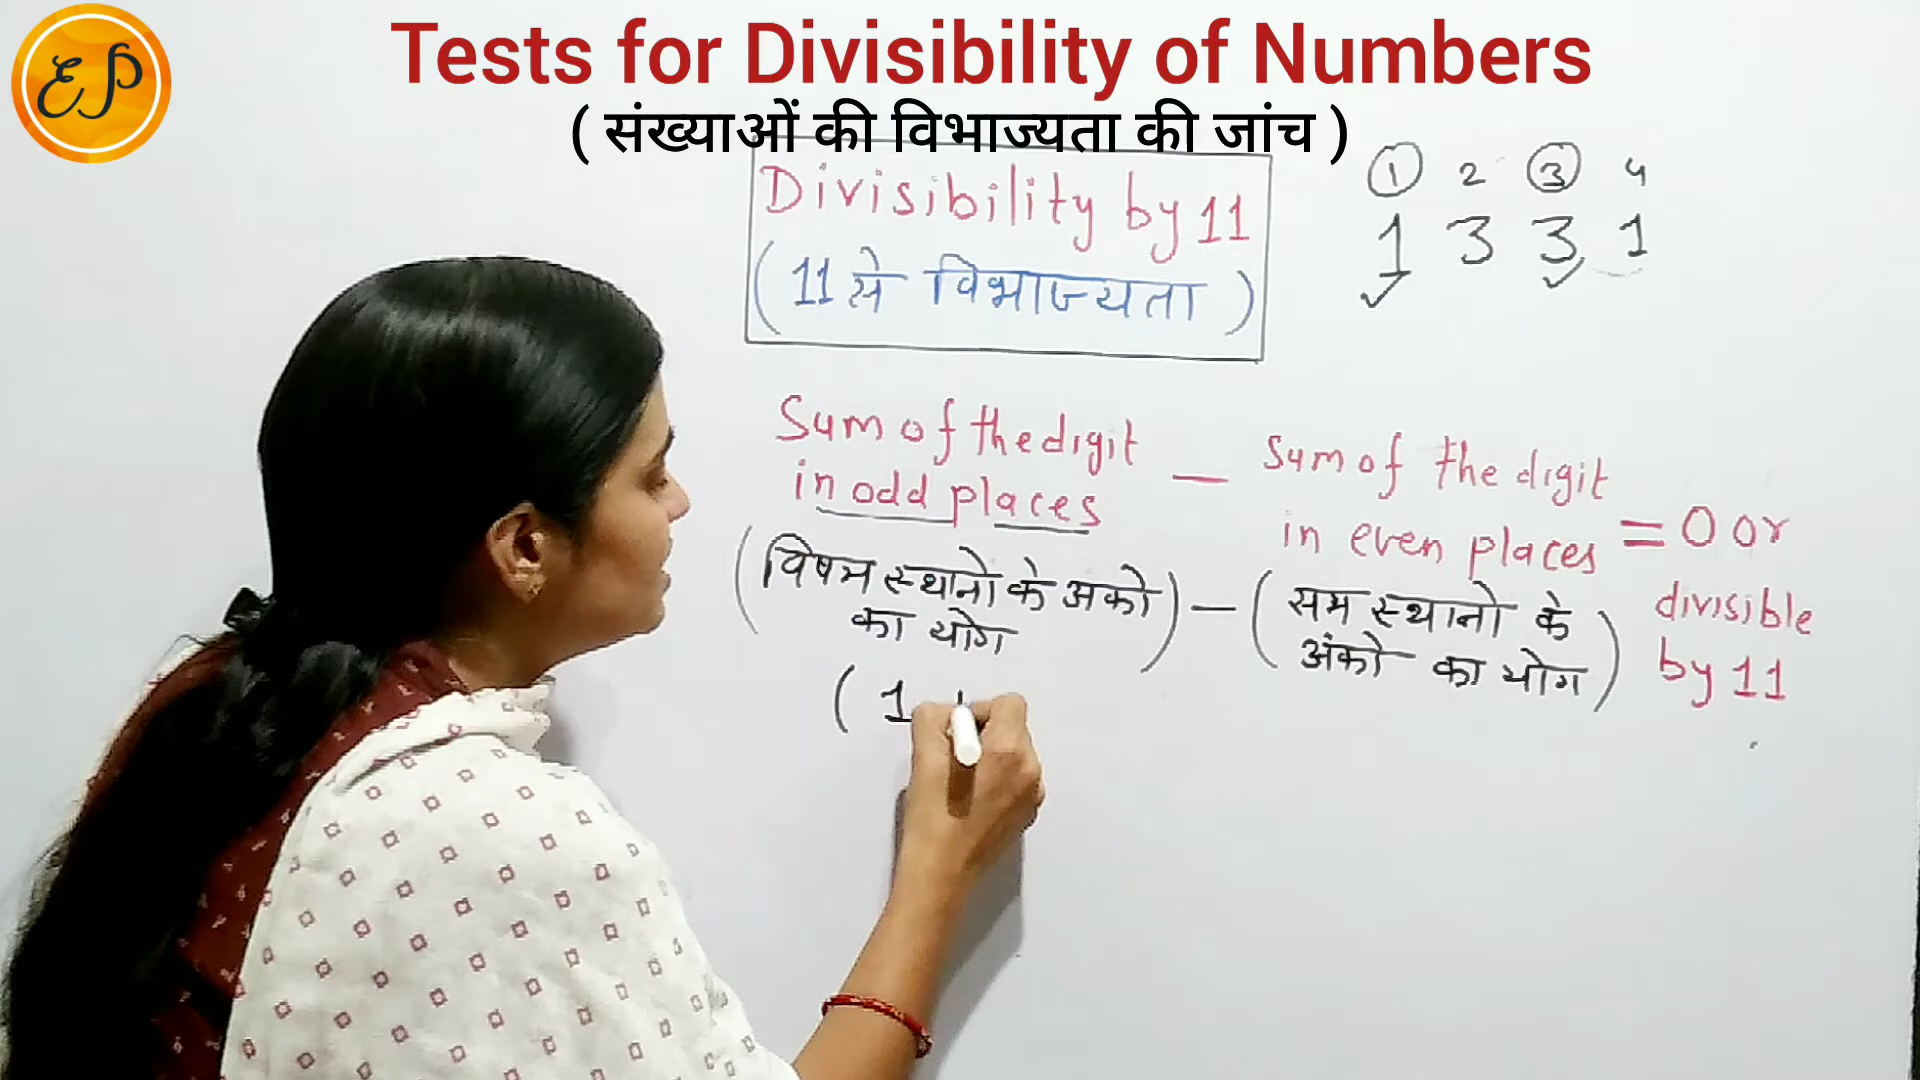 EP
Tests for Divisibility of Numbers
( संख्याओं की विभाज्यता की जांच )
Divisibility by 11
( 11 से विभाज्यता )
1 2 3 4
1 3 3 1
Sum of the digit
in odd places
—
Sum of the digit
in even places
= 0 or
divisible
by 11
( विषम स्थानो के अंको
का योग )
—
( सम स्थानो के
अंको का योग )
( 1 +